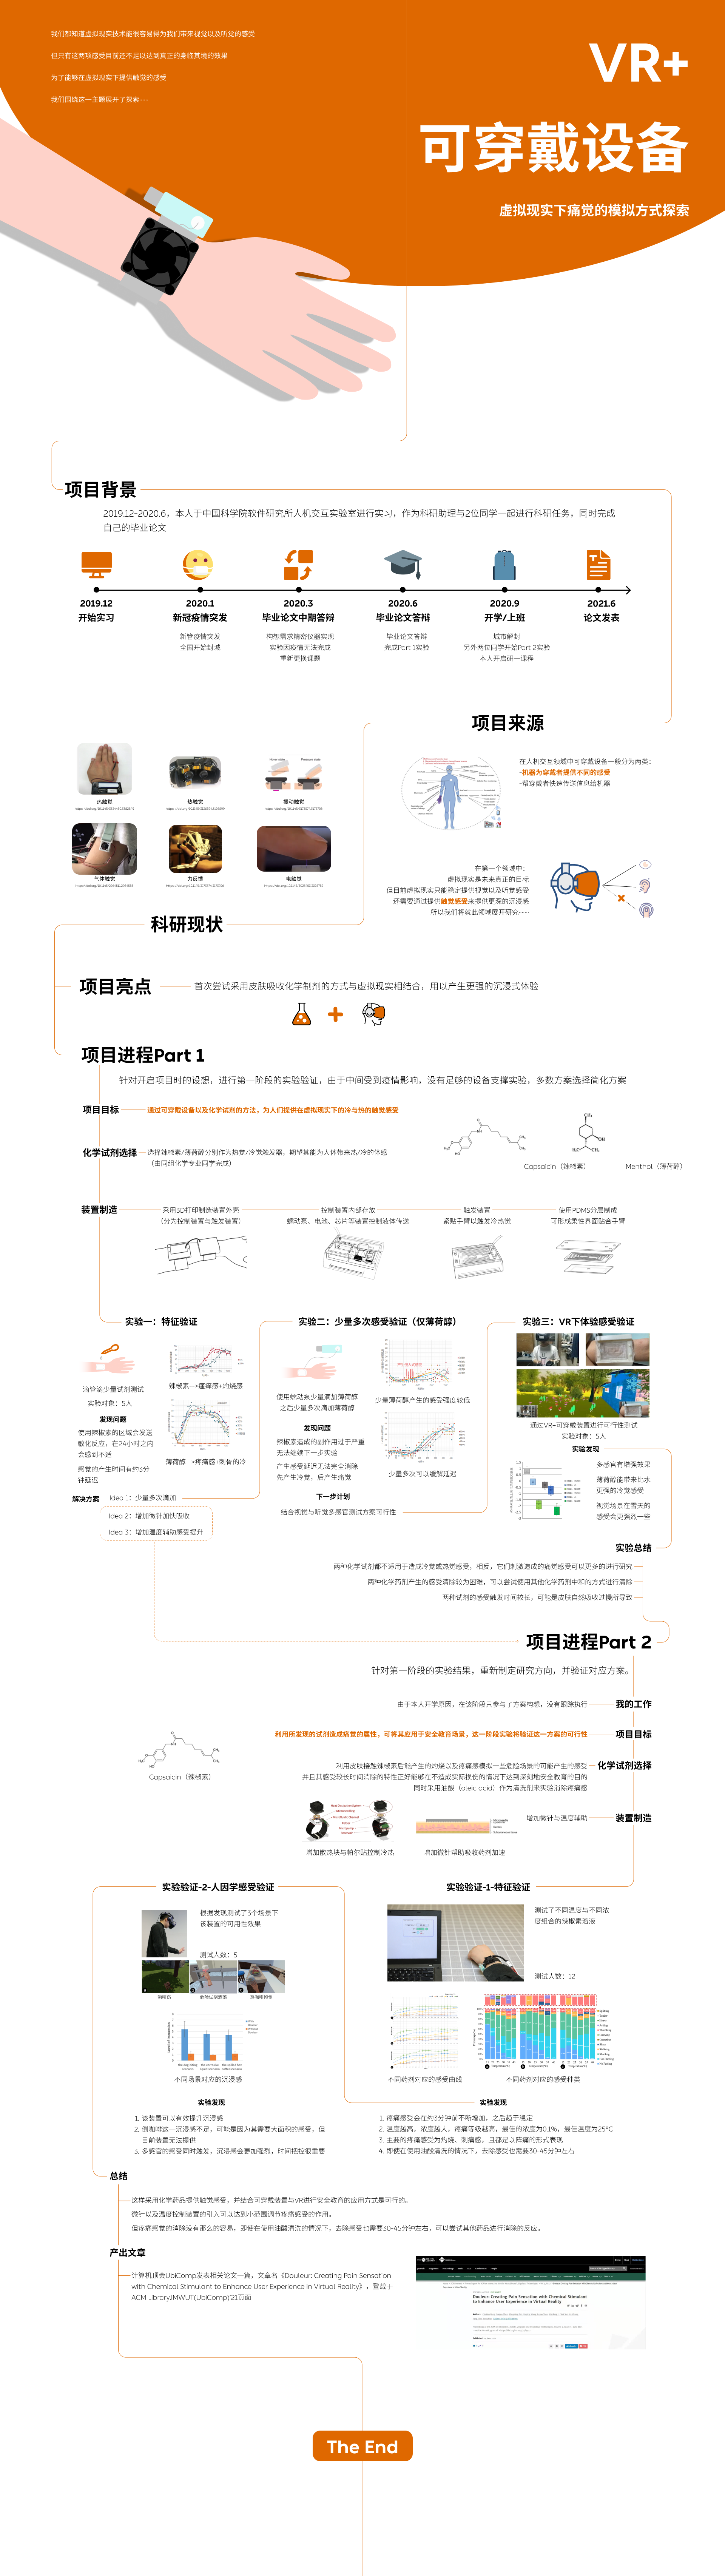 我们都知道虚拟现实技术能很容易得为我们带来视觉以及听觉的感受
但只有这两项感受目前还不足以达到真正的身临其境的效果
为了能够在虚拟现实下提供触觉的感受
我们围绕这一主题展开了探索——
VR+
可穿戴设备
虚拟现实下痛觉的模拟方式探索
项目背景
2019.12-2020.6，本人于中国科学院软件研究所人机交互实验室进行实习，作为科研助理与2位同学一起进行科研任务，同时完成
自己的毕业论文
2019.12
开始实习
2020.1
新冠疫情突发
新管疫情突发
全国开始封城
2020.3
毕业论文中期答辩
构想需求精密仪器实现
实验因疫情无法完成
重新更换课题
2020.6
毕业论文答辩
毕业论文答辩
完成Part 1实验
2020.9
开学/上班
城市解封
另外两位同学开始Part 2实验
本人开启研一课程
2021.6
论文发表
项目来源
在人机交互领域中可穿戴设备一般分为两类：
-机器为穿戴者提供不同的感受
-帮穿戴者快速传送信息给机器
热触觉
热触觉
振动触觉
气体触觉
力反馈
电触觉
在第一个领域中：
虚拟现实是未来真正的目标
但目前虚拟现实只能稳定提供视觉以及听觉感受
还需要通过提供触觉感受来提供更深的沉浸感
所以我们将就此领域展开研究——
科研现状
项目亮点
首次尝试采用皮肤吸收化学制剂的方式与虚拟现实相结合，用以产生更强的沉浸式体验
项目进程Part 1
针对开启项目时的设想，进行第一阶段的实验验证，由于中间受到疫情影响，没有足够的设备支撑实验，多数方案选择简化方案
项目目标
通过可穿戴设备以及化学试剂的方法，为人们提供在虚拟现实下的冷与热的触觉感受
化学试剂选择
选择辣椒素/薄荷醇分别作为热觉/冷觉触发器，期望其能为人体带来热/冷的体感
（由同组化学专业同学完成）
Capsaicin（辣椒素）
Menthol（薄荷醇）
装置制造
采用3D打印制造装置外壳
（分为控制装置与触发装置）
控制装置内部存放
蠕动泵、电池、芯片等装置控制液体传送
触发装置
紧贴手臂以触发冷热觉
使用PDMS分层制成
可形成柔性界面贴合手臂
实验一：特征验证
滴管滴少量试剂测试
实验对象：5人
发现问题
使用辣椒素的区域会发送
敏化反应，在24小时之内
会感到不适
感觉的产生时间有约3分
钟延迟
辣椒素-->瘙痒感+灼烧感
薄荷醇-->疼痛感+刺骨的冷
解决方案
Idea 1：少量多次滴加
Idea 2：增加微针加快吸收
Idea 3：增加温度辅助感受提升
实验二：少量多次感受验证（仅薄荷醇）
使用蠕动泵少量滴加薄荷醇
之后少量多次滴薄荷醇
发现问题
辣椒素造成的副作用过于严重
无法继续下一步实验
产生感受延迟无法完全消除
先产生冷觉，后产生痛觉
少量薄荷醇产生的感受强度较低
少量多次可以缓解延迟
下一步计划
结合视觉与听觉多感官测试方案可行性
实验三：VR下体验感受验证
通过VR+可穿戴装置进行可行性测试
实验对象：5人
实验发现
多感官有增强效果
薄荷醇能带来比水
更强的冷觉感受
视觉场景在雪天的
感受会更强烈一些
实验总结
两种化学试剂都不适用于造成冷觉或热觉感受，相反，它们刺激造成的痛觉感受可以更多的进行研究
两种化学药剂产生的感受清除较为困难，可以尝试使用其他化学药剂中和的方式进行清除
两种试剂的感受触发时间较长，可能是皮肤自然吸收过慢所导致
项目进程Part 2
针对第一阶段的实验结果，重新制定研究方向，并验证对应方案。
由于本人开学原因，在该阶段只参与了方案构想，没有跟踪执行
我的工作
利用所发现的试剂造成痛觉的属性，可将其应用于安全教育场景，这一阶段实验将验证这一方案的可行性
项目目标
Capsaicin（辣椒素）
利用皮肤接触辣椒素后能产生的灼烧以及疼痛感模拟一些危险场景的可能产生的感受
并且其感受较长时间消除的特性正好能够在不造成实际损伤的情况下达到深刻地安全教育的目的
同时采用油酸（oleic acid）作为清洗剂来实验消除疼痛感
化学试剂选择
增加微针与温度辅助
装置制造
增加散热块与帕尔贴控制冷热
增加微针帮助吸收药剂加速
实验验证-2-人因学感受验证
根据发现测试了3个场景下
该装置的可用性效果
测试人数：5
狗咬伤
危险试剂洒落
热咖啡倾倒
不同场景对应的沉浸感
实验发现
1. 该装置可以有效提升沉浸感
2. 倒咖啡这一沉浸感不足，可能是因为其需要大面积的感受，但
目前装置无法提供
3. 多感官的感受同时触发，沉浸感会更加强烈，时间把控很重要
实验验证-1-特征验证
测试了不同温度与不同浓
度组合的辣椒素溶液
测试人数：12
不同药剂对应的感受曲线
不同药剂对应的感受种类
实验发现
1. 疼痛感受会在约3分钟前不断增加，之后趋于稳定
2. 温度越高，浓度越大，疼痛等级越高，最佳的浓度为0.1%，最佳温度为25°C
3. 主要的疼痛感受为灼烧、刺痛感，且都是以阵痛的形式表现
4. 即使在使用油酸清洗的情况下，去除感受也需要30-45分钟左右
总结
这样采用化学药品提供触觉感受，并结合可穿戴装置与VR进行安全教育的应用方式是可行的。
微针以及温度控制装置的引入可以达到小范围调节疼痛感受的作用。
但疼痛感觉的消除没有那么的容易，即使在使用油酸清洗的情况下，去除感受也需要30-45分钟左右，可以尝试其他药品进行消除的反应。
产出文章
计算机顶会UbiComp发表相关论文一篇，文章名《Douleur: Creating Pain Sensation
with Chemical Stimulant to Enhance User Experience in Virtual Reality》，登载于
ACM Library,IMWUT(UbiComp)'21页面
Douleur: Creating Pain Sensation with Chemical Stimulant
to Enhance User Experience in Virtual Reality
The End